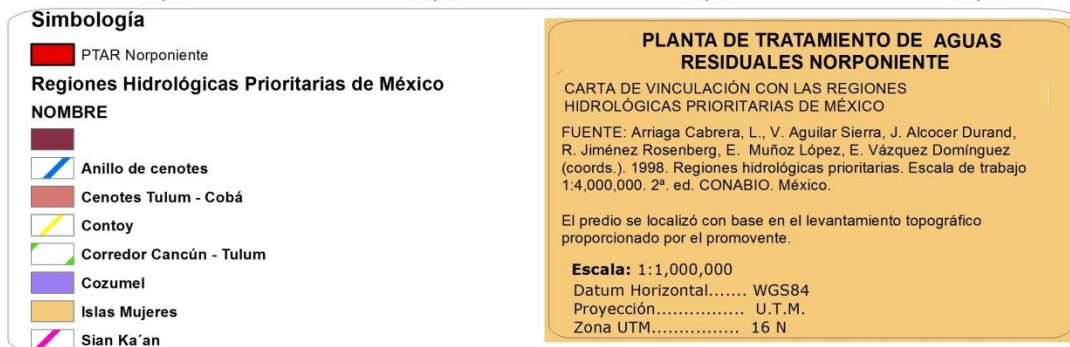 Simbología
PTAR Norponiente
Regiones Hidrológicas Prioritarias de México
NOMBRE
Anillo de cenotes
Cenotes Tulum - Cobá
Contoy
Corredor Cancún - Tulum
Cozumel
Islas Mujeres
Sian Ka´an
PLANTA DE TRATAMIENTO DE AGUAS
RESIDUALES NORPONIENTE
CARTA DE VINCULACIÓN CON LAS REGIONES
HIDROLÓGICAS PRIORITARIAS DE MÉXICO
FUENTE: Arriaga Cabrera, L., V. Aguilar Sierra, J. Alcocer Durand,
R. Jiménez Rosenberg, E. Muñoz López, E. Vázquez Domínguez
(coords.). 1998. Regiones hidrológicas prioritarias. Escala de trabajo
1:4,000,000. 2ª. ed. CONABIO. México.
El predio se localizó con base en el levantamiento topográfico
proporcionado por el promovente.
Escala: 1:1,000,000
Datum Horizontal....... WGS84
Proyección................ U.T.M.
Zona UTM................ 16 N